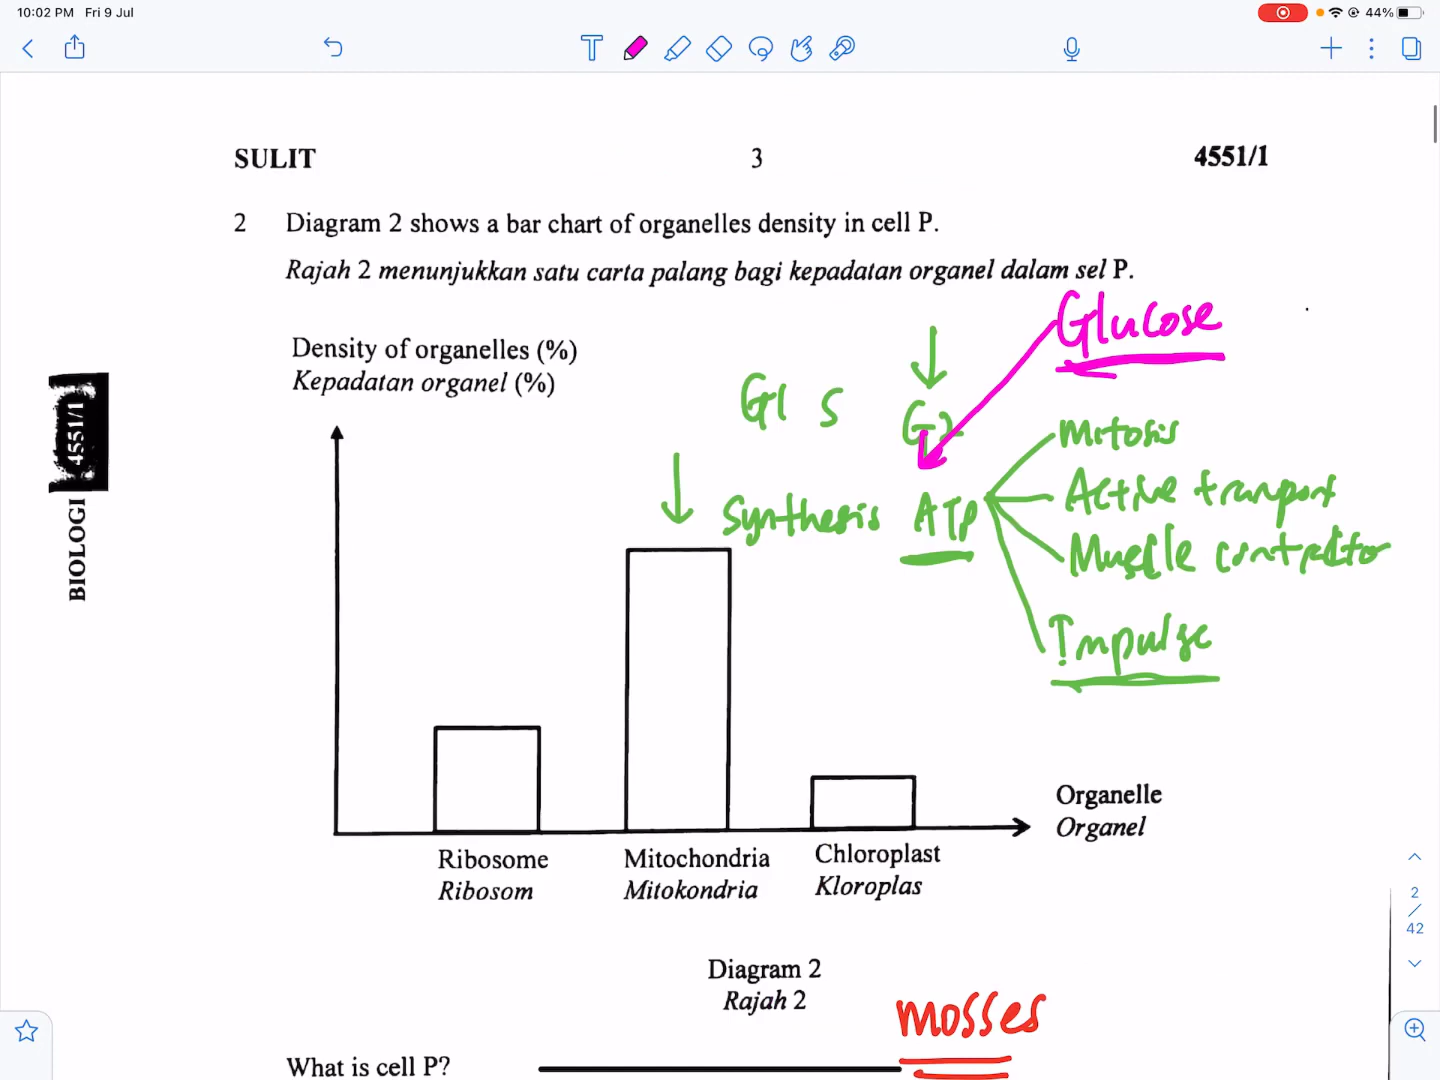 10:02 PM Fri 9 Jul
44%
T
SULIT 3 4551/1
2 Diagram 2 shows a bar chart of organelles density in cell P.
Rajah 2 menunjukkan satu carta palang bagi kepadatan organel dalam sel P.
Glucose
Density of organelles (%)
Kepadatan organel (%)
G1 S G2
Mitosis
Synthesis ATP
Active transport
Muscle
Impulse
BIOLOGI 4551/1
Organelle
Organel
Ribosome Mitochondria Chloroplast
Ribosom Mitokondria Kloroplas
2
/
42
Diagram 2
Rajah 2
mosses
What is cell P?